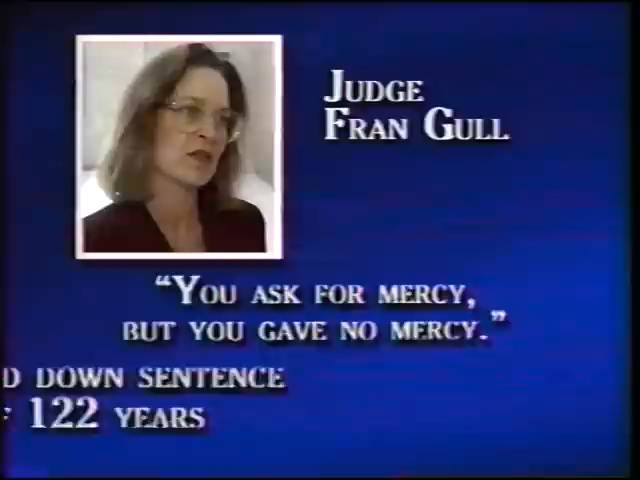 JUDGE
FRAN GULL
“YOU ASK FOR MERCY,
BUT YOU GAVE NO MERCY.”
D DOWN SENTENCE
122 YEARS